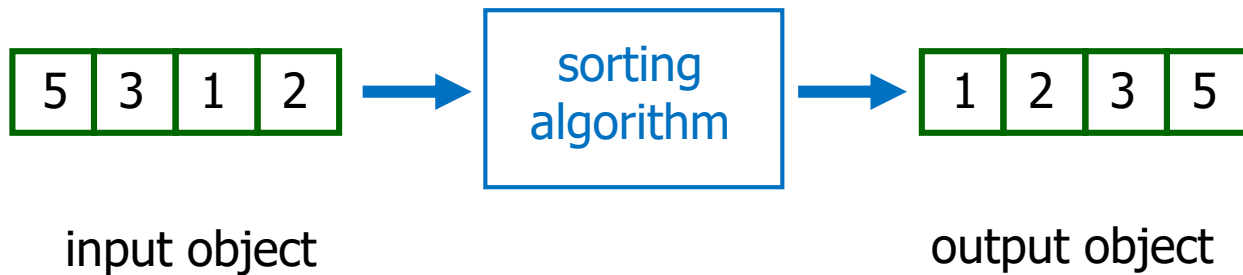 5 3 1 2
sorting
algorithm
1 2 3 5
input object
output object